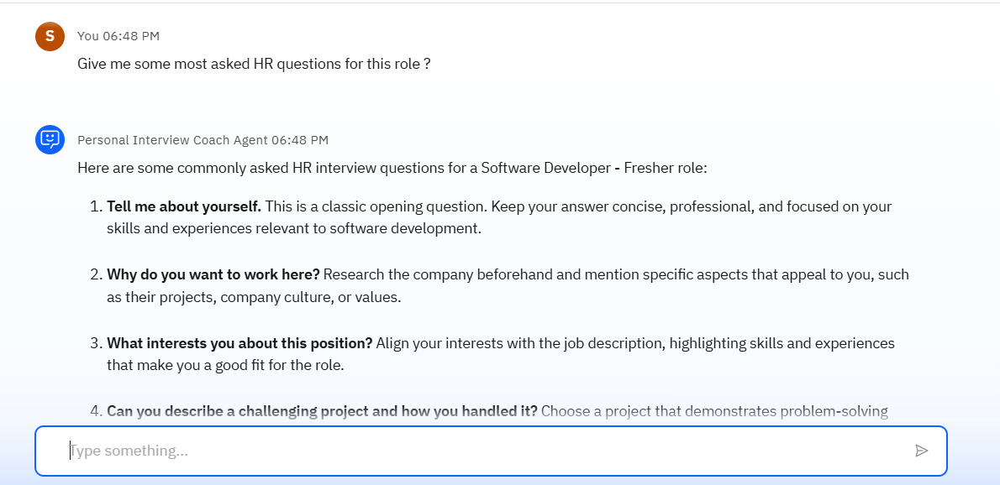 S
You 06:48 PM
Give me some most asked HR questions for this role ?
Personal Interview Coach Agent 06:48 PM
Here are some commonly asked HR interview questions for a Software Developer - Fresher role:
1. Tell me about yourself. This is a classic opening question. Keep your answer concise, professional, and focused on your
skills and experiences relevant to software development.
2. Why do you want to work here? Research the company beforehand and mention specific aspects that appeal to you, such
as their projects, company culture, or values.
3. What interests you about this position? Align your interests with the job description, highlighting skills and experiences
that make you a good fit for the role.
4. Can you describe a challenging project and how you handled it? Choose a project that demonstrates problem-solving
Type something...